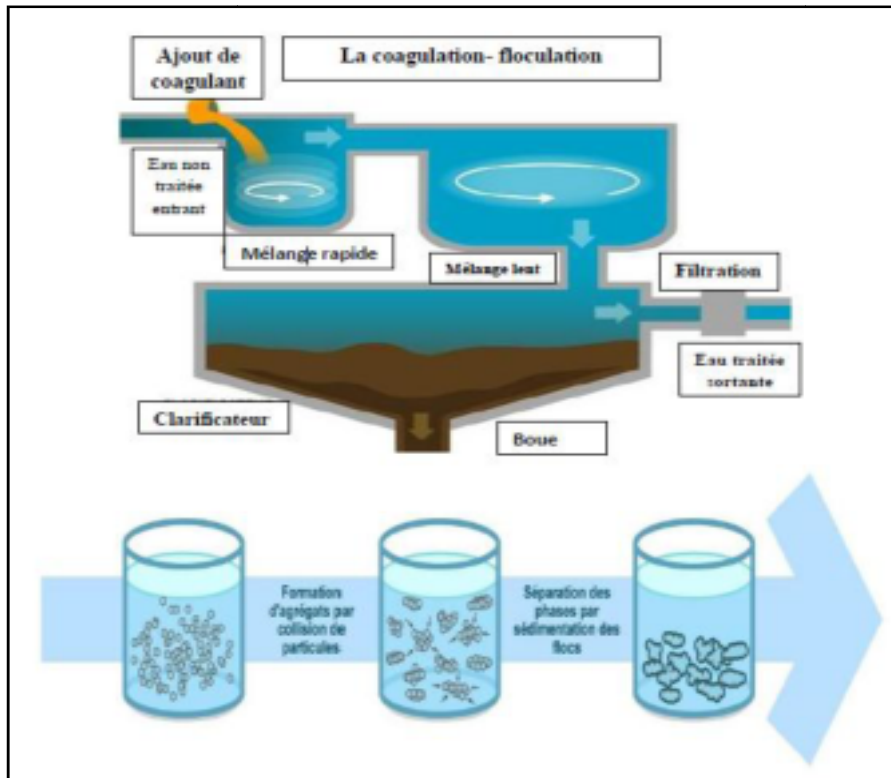 Ajout de
coagulant
La coagulation- floculation
Eau non
traitée
entrant
Mélange rapide
Mélange lent
Filtration
Eau traitée
sortante
Clarificateur
Boue
Formation
d'agrégats par
collision de
particules
Séparation des
phases par
sédimentation des
flocs